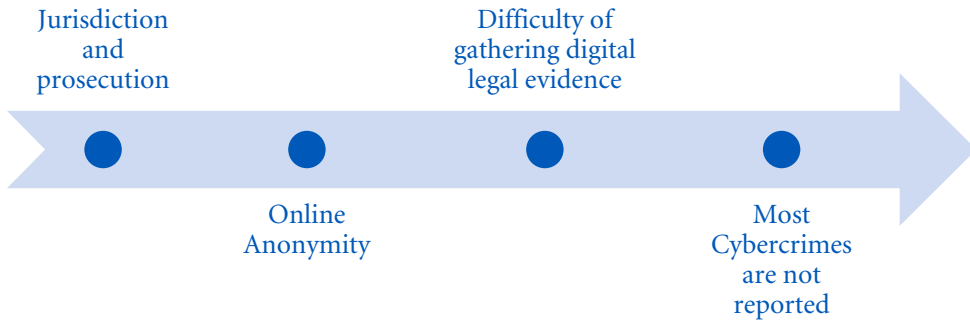 Jurisdiction
and
prosecution
Online
Anonymity
Difficulty of
gathering digital
legal evidence
Most
Cybercrimes
are not
reported